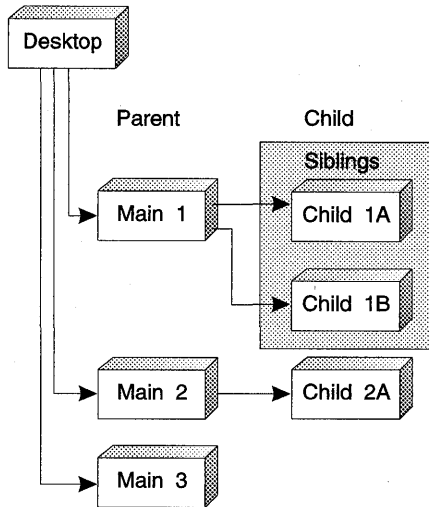 Desktop
Parent
Child
Siblings
Main 1
Child 1A
Child 1B
Main 2
Child 2A
Main 3